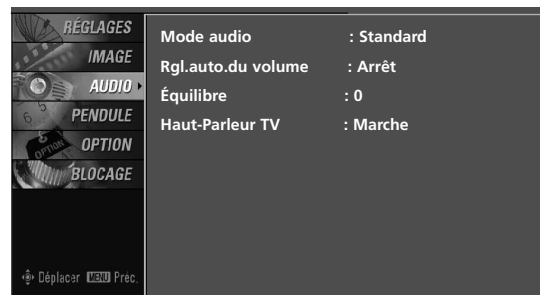 RÉGLAGES
IMAGE
AUDIO
PENDULE
OPTION
BLOCAGE
Mode audio : Standard
Rgl.auto.du volume : Arrêt
Équilibre : 0
Haut-Parleur TV : Marche
Déplacer MENU Préc.